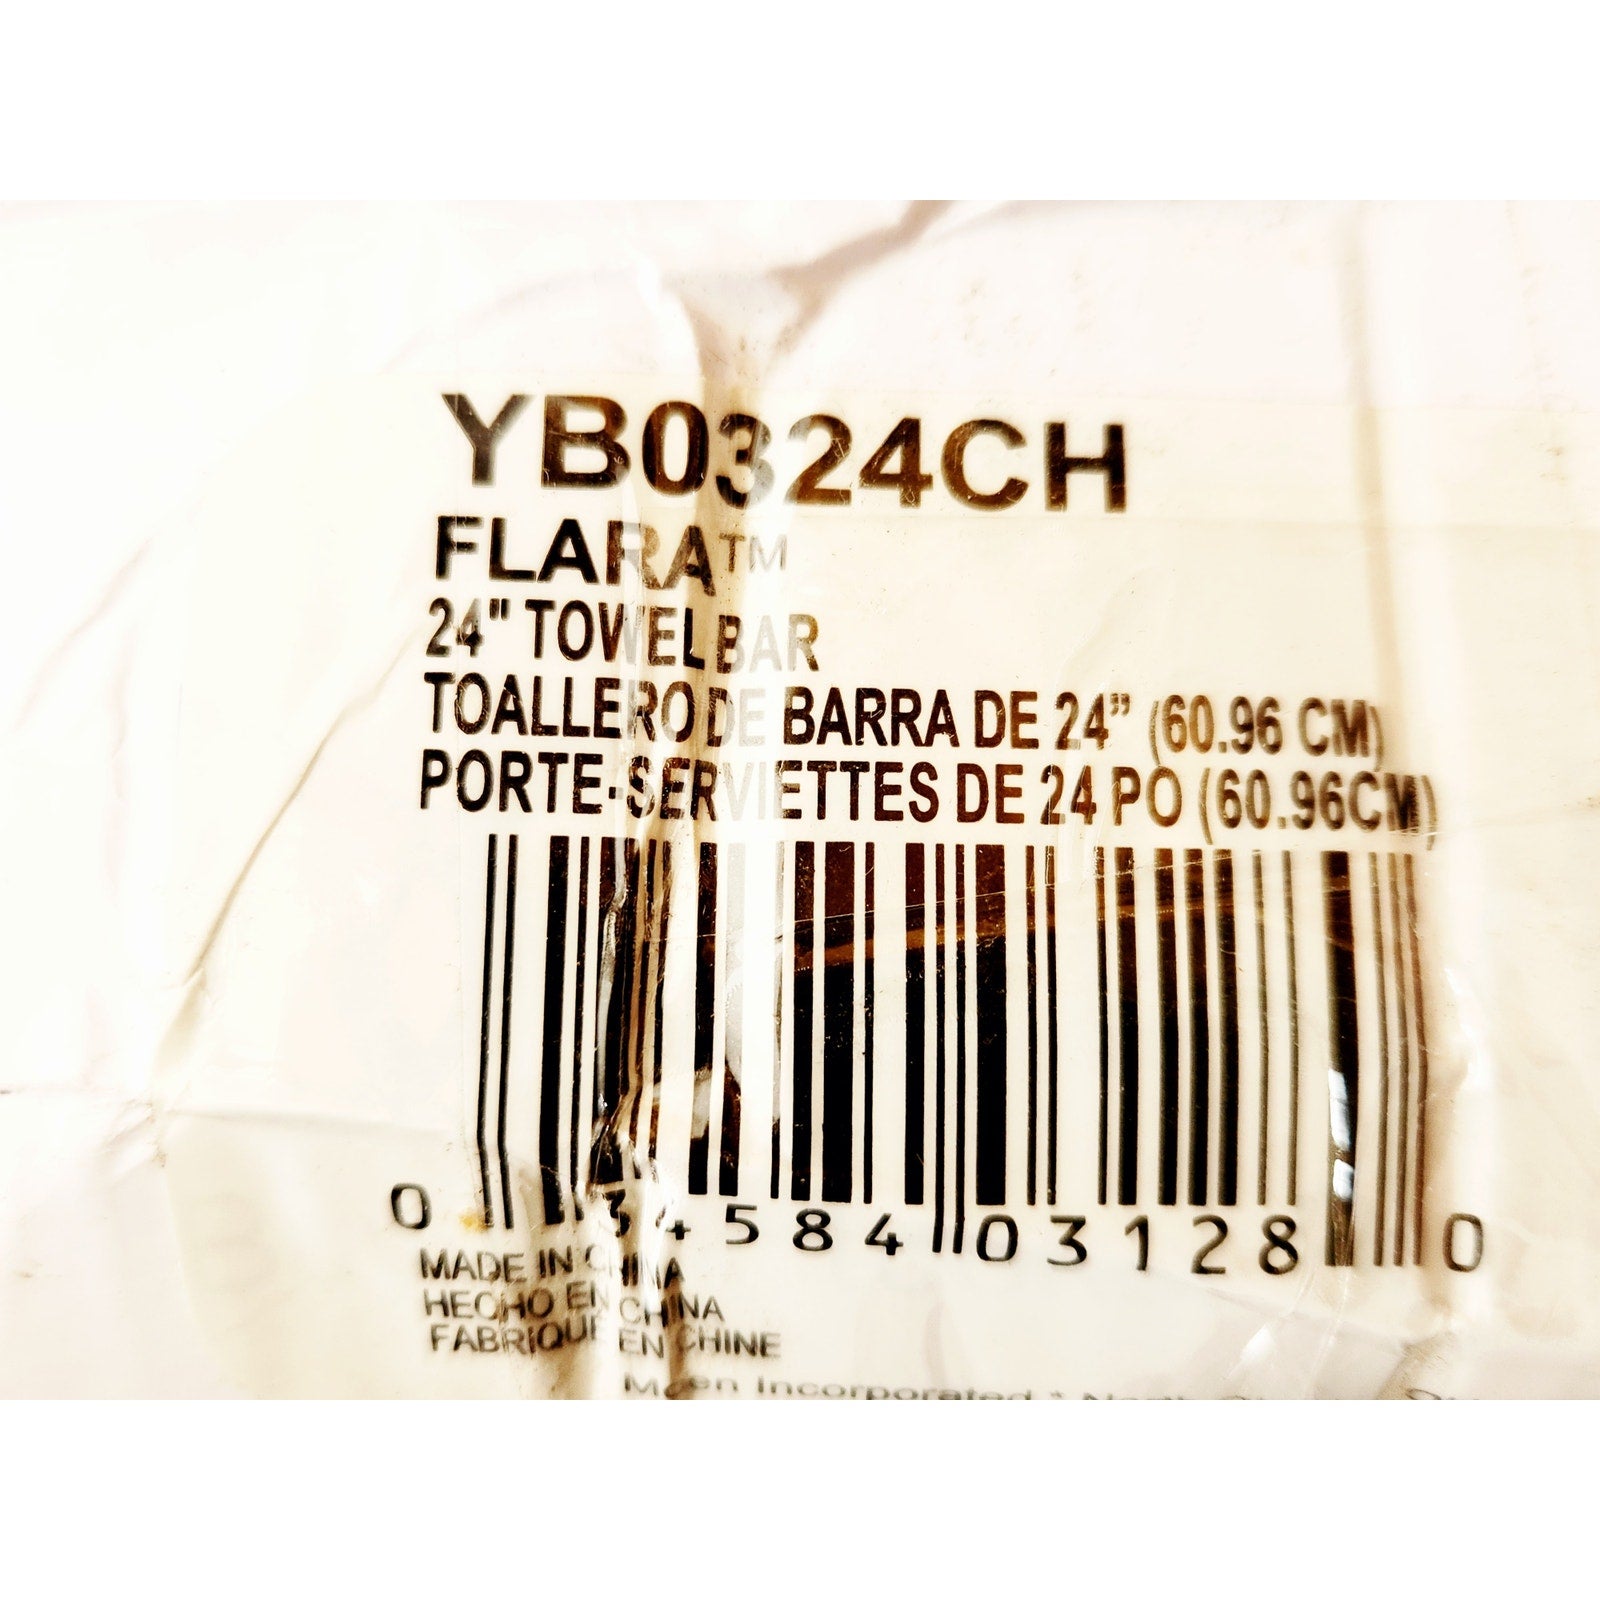 YB0324CH
FLARA™
24" TOWEL BAR
TOALLERO DE BARRA DE 24” (60.96 CM)
PORTE-SERVIETTES DE 24 PO (60.96CM)
0 34584 03128 0
MADE IN CHINA
HECHO EN CHINA
FABRIQUÉ EN CHINE
Moen Incorporated